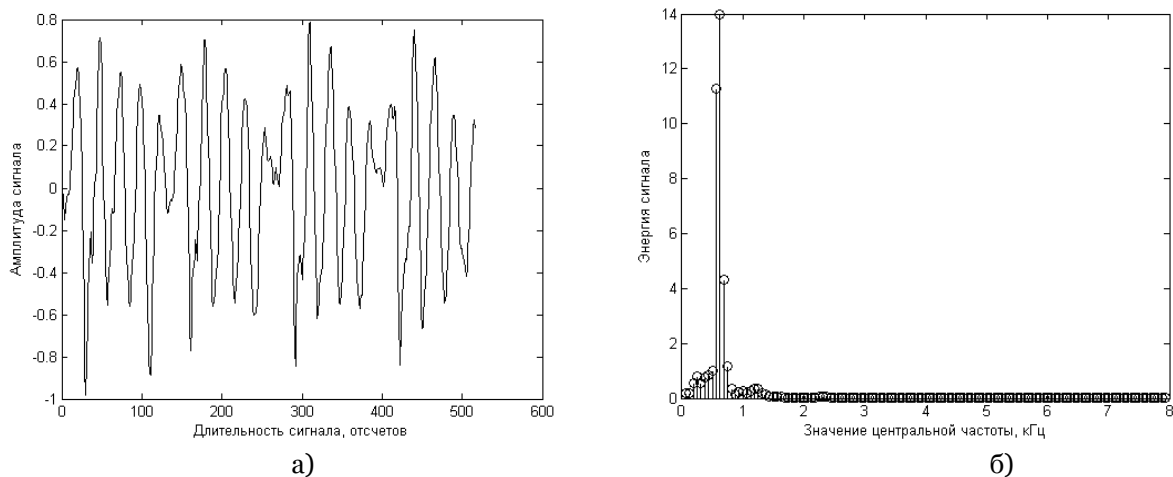 0.8
0.6
0.4
0.2
0
-0.2
-0.4
-0.6
-0.8
-1
0 100 200 300 400 500 600
Амплитуда сигнала
Длительность сигнала, отсчетов
а)
14
12
10
8
6
4
2
0
0 1 2 3 4 5 6 7 8
Энергия сигнала
Значение центральной частоты, кГц
б)